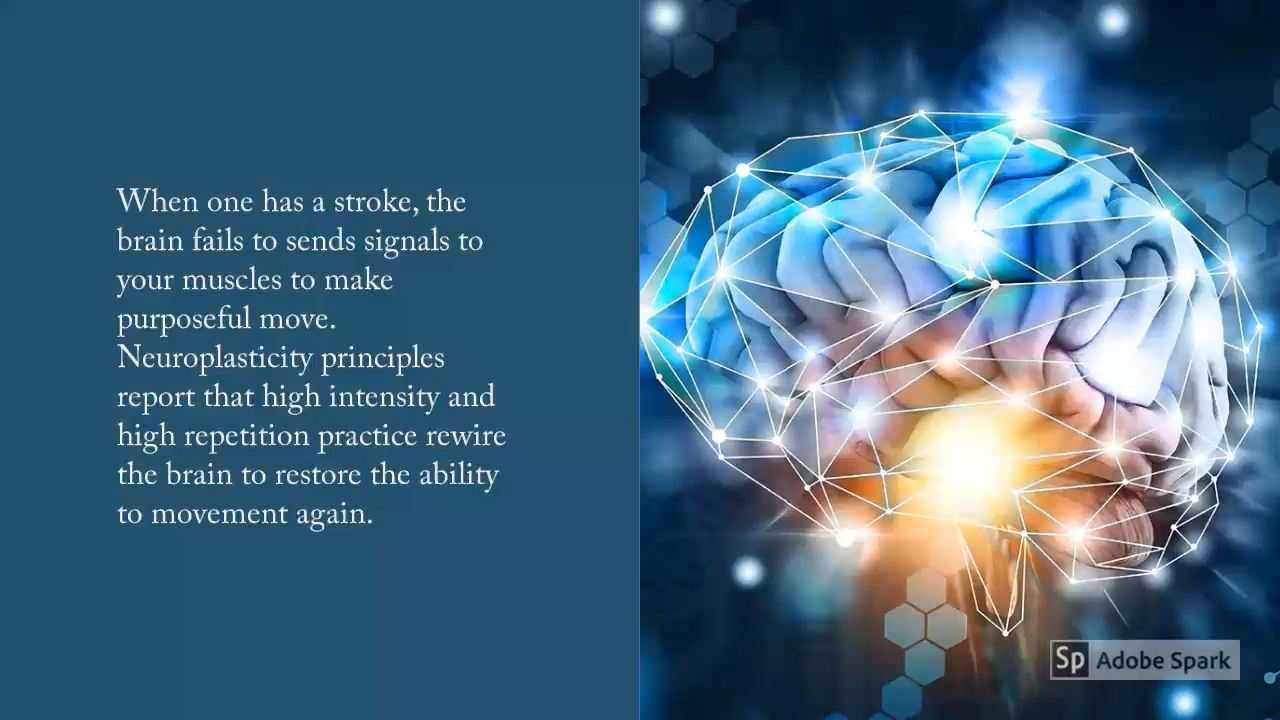 When one has a stroke, the
brain fails to sends signals to
your muscles to make
purposeful move.
Neuroplasticity principles
report that high intensity and
high repetition practice rewire
the brain to restore the ability
to movement again.
Sp Adobe Spark